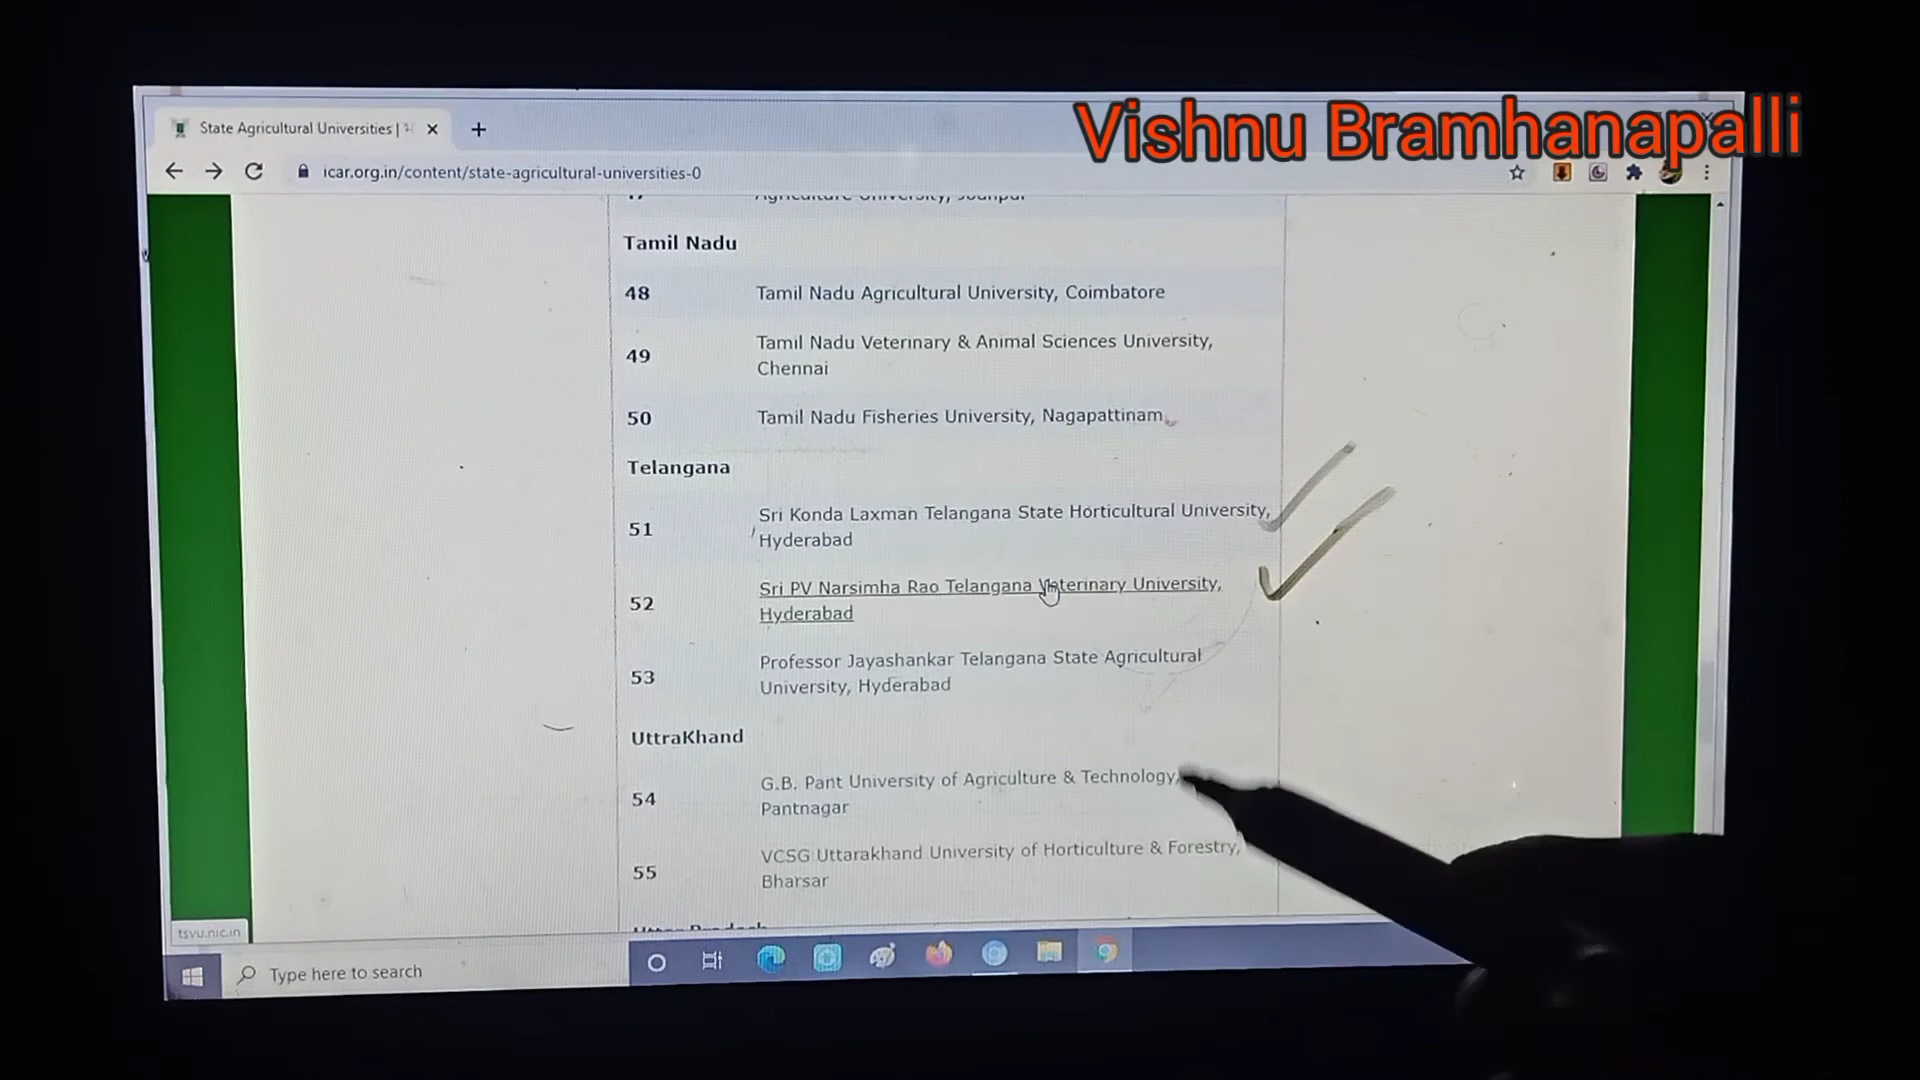 Vishnu Bramhanapalli
State Agricultural Universities |
icar.org.in/content/state-agricultural-universities-0
Agriculture University, Jodhpur
Tamil Nadu
48 Tamil Nadu Agricultural University, Coimbatore
49 Tamil Nadu Veterinary & Animal Sciences University,
Chennai
50 Tamil Nadu Fisheries University, Nagapattinam
Telangana
51 Sri Konda Laxman Telangana State Horticultural University,
Hyderabad
52 Sri PV Narsimha Rao Telangana Veterinary University,
Hyderabad
53 Professor Jayashankar Telangana State Agricultural
University, Hyderabad
UttraKhand
54 G.B. Pant University of Agriculture & Technology,
Pantnagar
55 VCSG Uttarakhand University of Horticulture & Forestry,
Bharsar
tsvu.nic.in
Type here to search